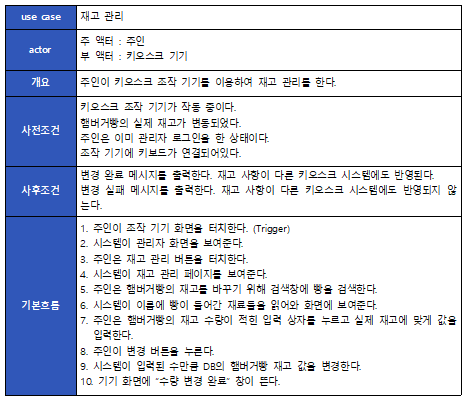 use case 재고 관리
actor
주 액터 : 주인
부 액터 : 키오스크 기기
개요 주인이 키오스크 조작 기기를 이용하여 재고 관리를 한다.
사전조건
키오스크 조작 기기가 작동 중이다.
햄버거빵의 실제 재고가 변동되었다.
주인은 이미 관리자 로그인을 한 상태이다.
조작 기기에 키보드가 연결되어있다.
사후조건
변경 완료 메시지를 출력한다. 재고 사항이 다른 키오스크 시스템에도 반영된다.
변경 실패 메시지를 출력한다. 재고 사항이 다른 키오스크 시스템에도 반영되지 않
는다.
기본흐름
1. 주인이 조작 기기 화면을 터치한다. (Trigger)
2. 시스템이 관리자 화면을 보여준다.
3. 주인은 재고 관리 버튼을 터치한다.
4. 시스템이 재고 관리 페이지를 보여준다.
5. 주인은 햄버거빵의 재고를 바꾸기 위해 검색창에 빵을 검색한다.
6. 시스템이 이름에 빵이 들어간 재료들을 읽어와 화면에 보여준다.
7. 주인은 햄버거빵의 재고 수량이 적힌 입력 상자를 누르고 실제 재고에 맞게 값을
입력한다.
8. 주인이 변경 버튼을 누른다.
9. 시스템이 입력된 수만큼 DB의 햄버거빵 재고 값을 변경한다.
10. 기기 화면에 “수량 변경 완료” 창이 뜬다.